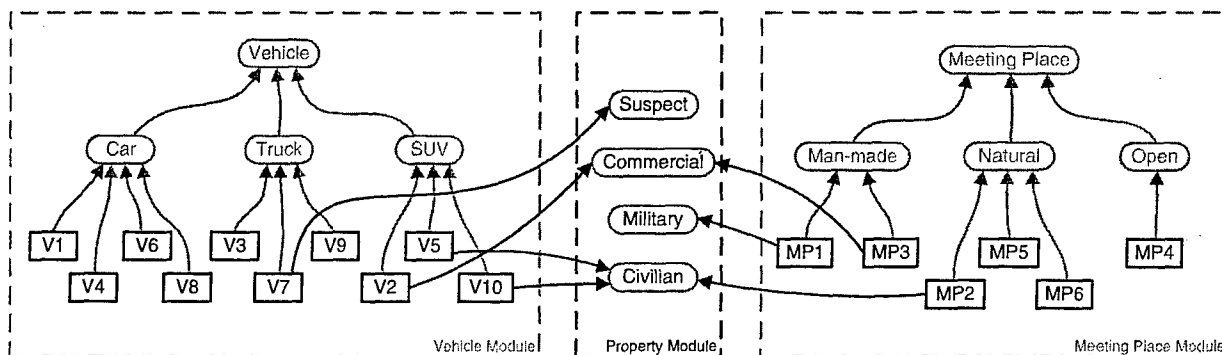 Vehicle
Meeting Place
Suspect
Car
Truck
SUV
Commercial
Man-made
Natural
Open
Military
V1
V6
V3
V9
V5
MP1
MP3
MP5
MP4
V4
V8
V7
V2
V10
Civilian
MP2
MP6
Vehicle Module
Property Module
Meeting Place Module